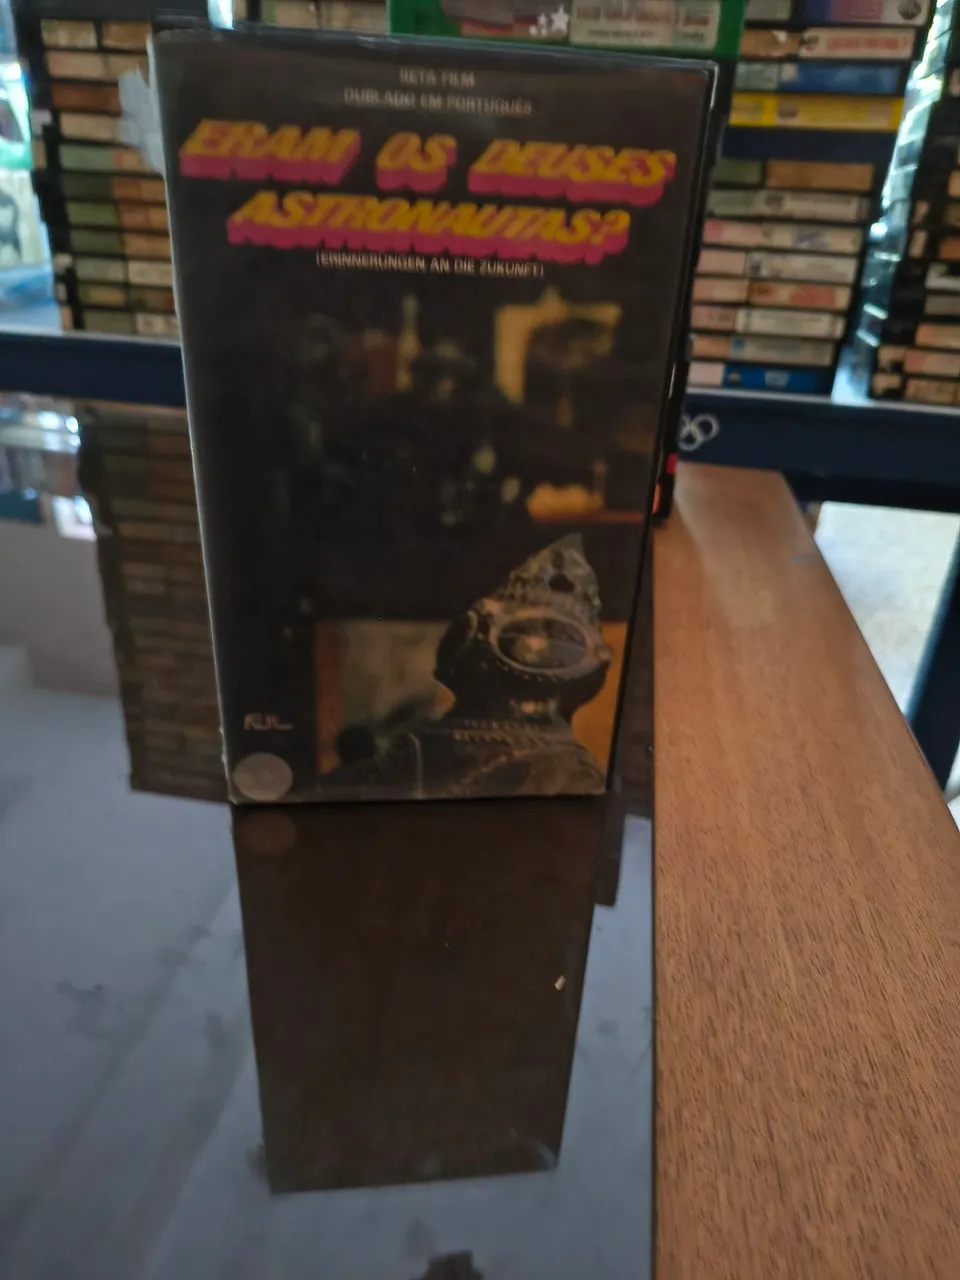 BETA FILM
DUBLADO EM PORTUGUÊS
ERAM OS DEUSES
ASTRONAUTAS?
(ERINNERUNGEN AN DIE ZUKUNFT)